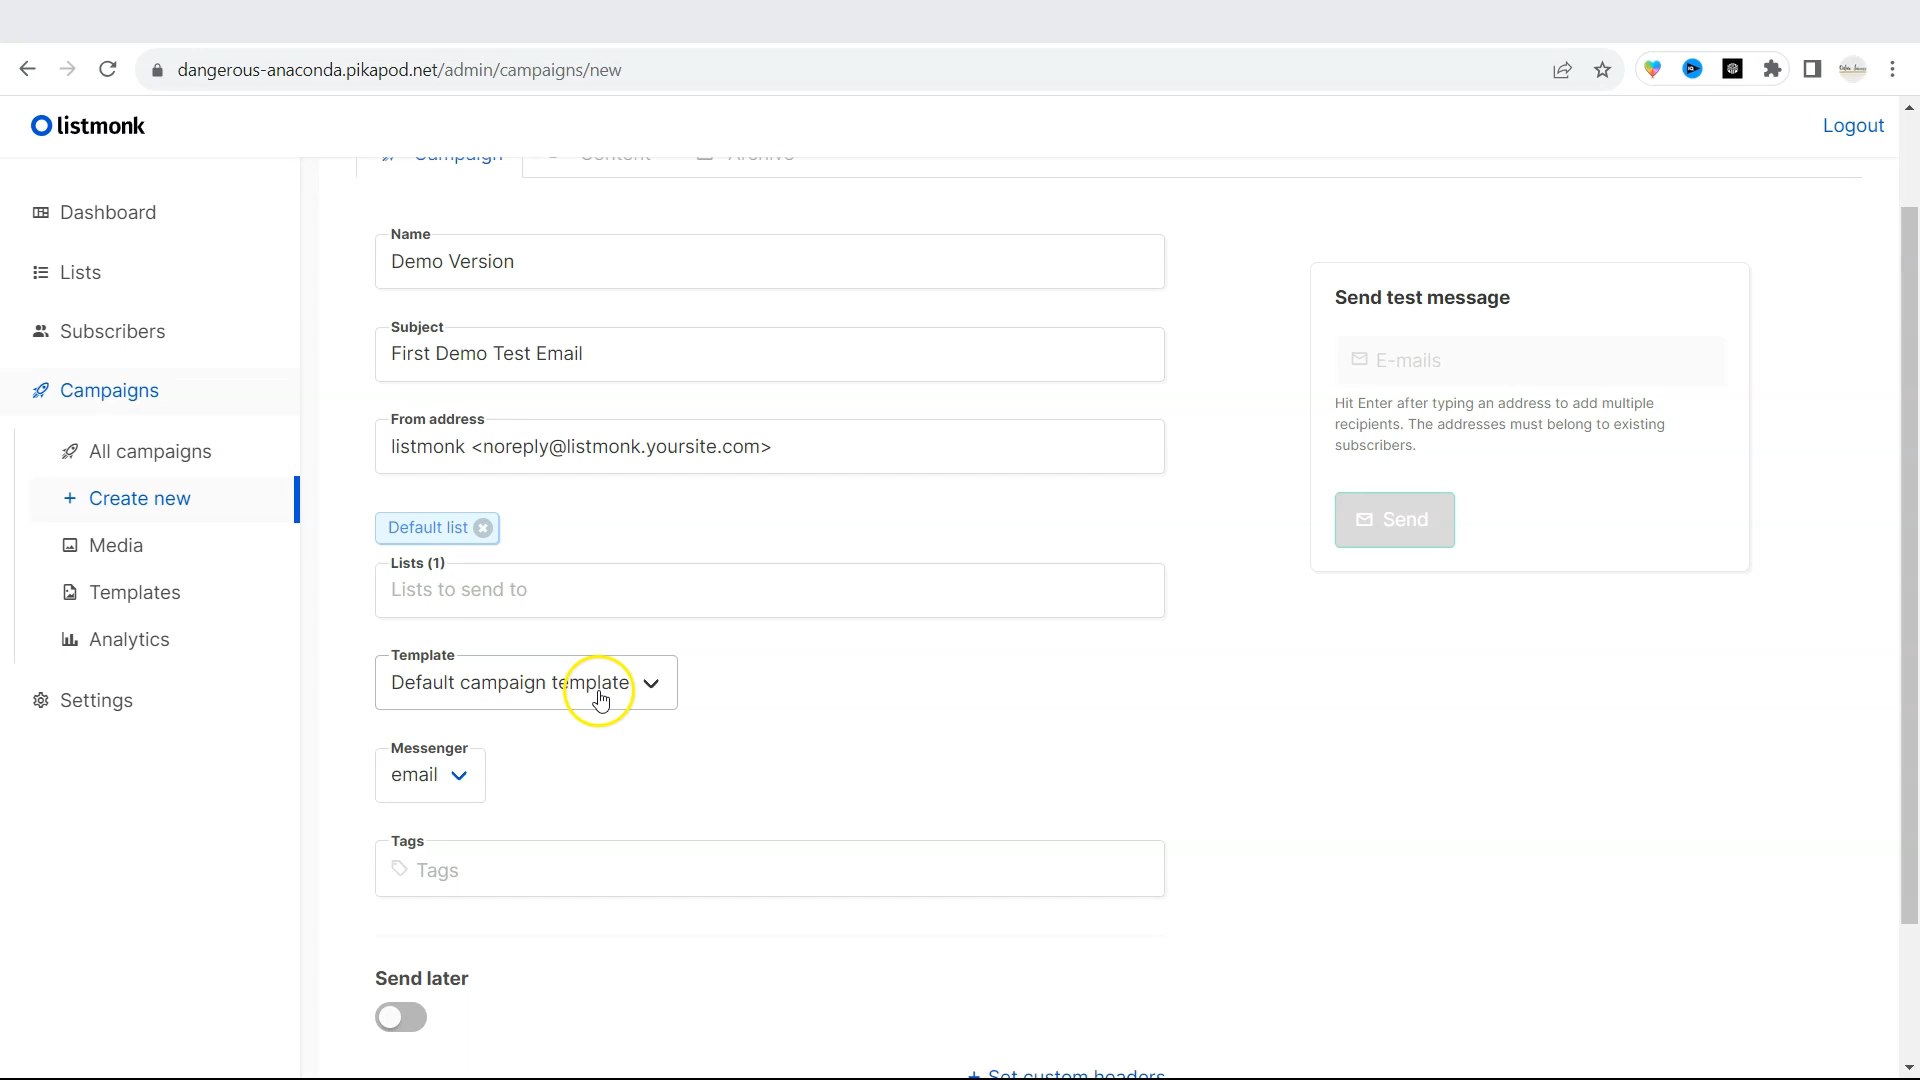 dangerous-anaconda.pikapod.net/admin/campaigns/new
listmonk
Logout
Campaign
Content
Archive
Dashboard
Lists
Subscribers
Campaigns
All campaigns
Create new
Media
Templates
Analytics
Settings
Name
Demo Version
Subject
First Demo Test Email
From address
listmonk <noreply@listmonk.yoursite.com>
Default list
Lists (1)
Lists to send to
Template
Default campaign template
Messenger
email
Tags
Tags
Send later
+ Set custom headers
Send test message
E-mails
Hit Enter after typing an address to add multiple
recipients. The addresses must belong to existing
subscribers.
Send